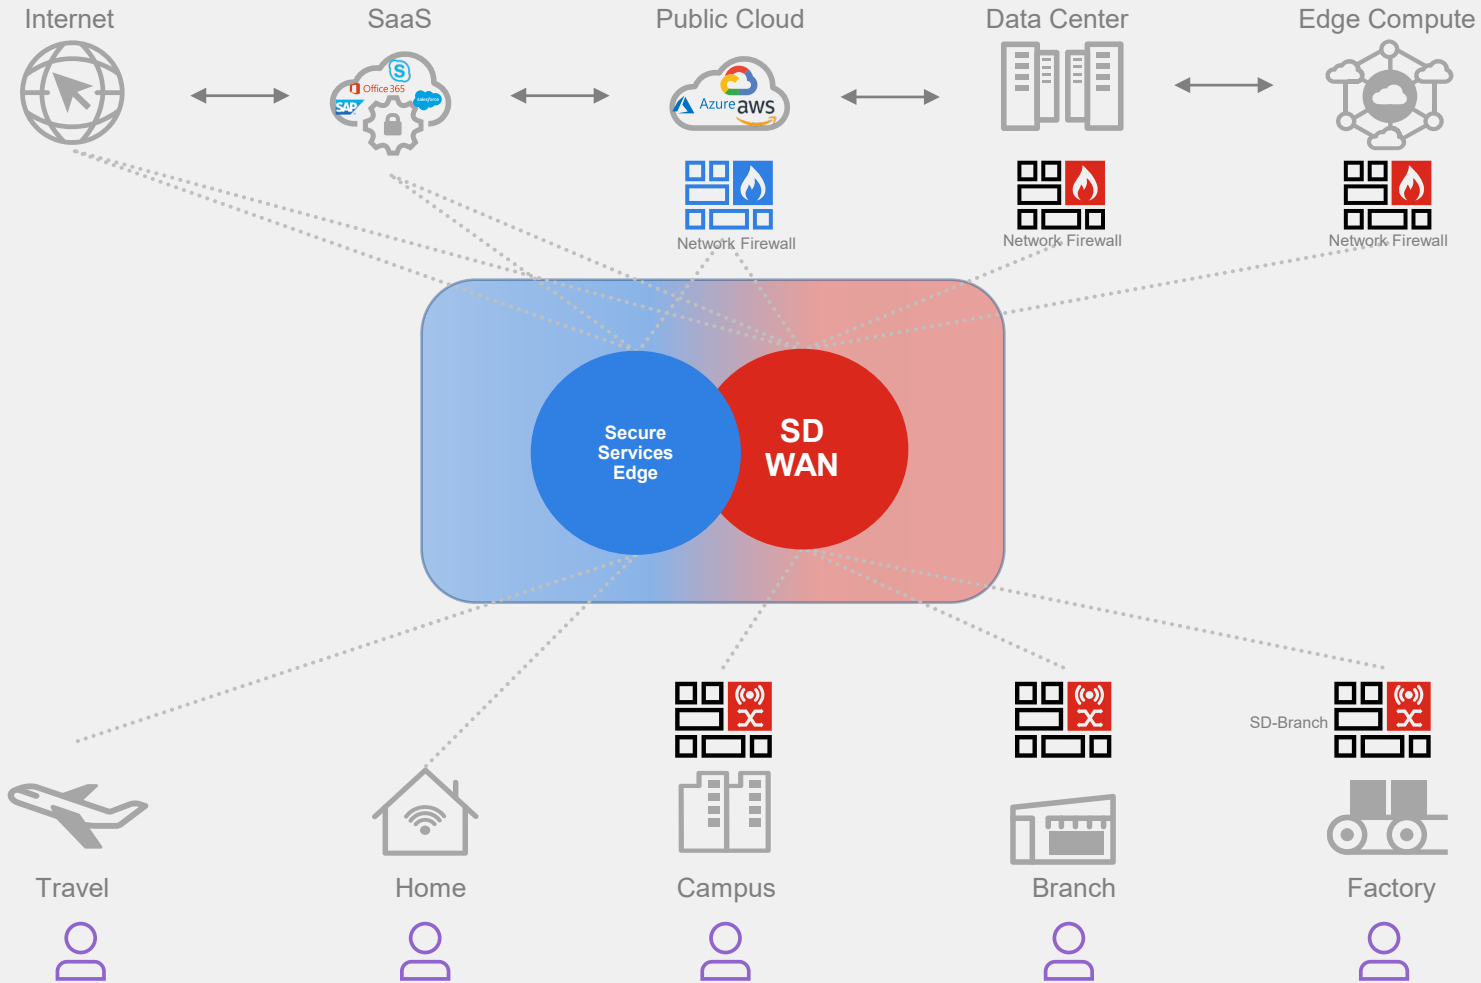 Internet
SaaS
Public Cloud
Data Center
Edge Compute
S
Office 365
SAP
salesforce
Azure
aws
Network Firewall
Network Firewall
Network Firewall
Secure
Services
Edge
SD
WAN
SD-Branch
Travel
Home
Campus
Branch
Factory